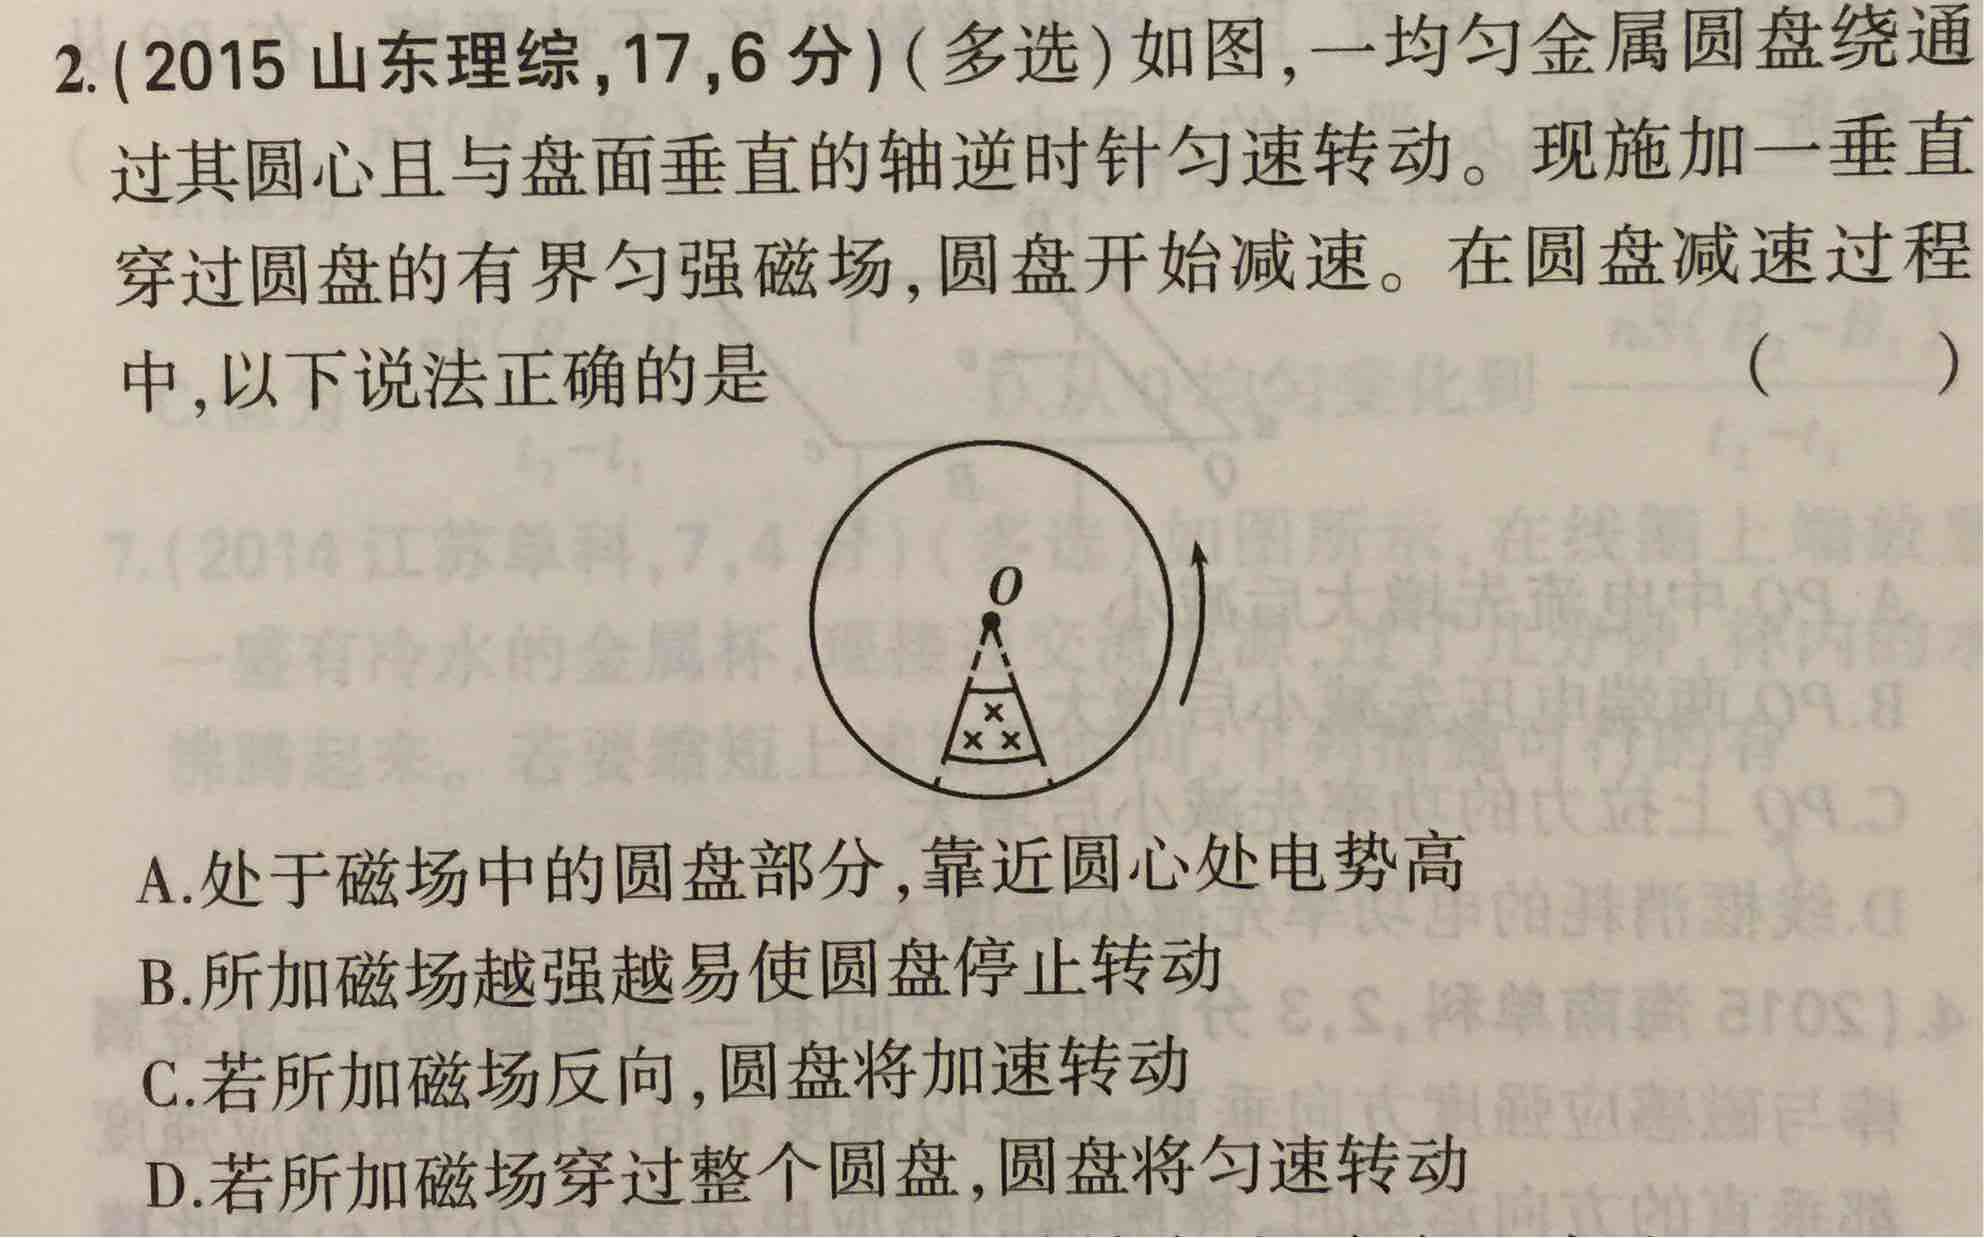 2.(2015山东理综,17,6分)(多选)如图,一均匀金属圆盘绕通
过其圆心且与盘面垂直的轴逆时针匀速转动。现施加一垂直
穿过圆盘的有界匀强磁场,圆盘开始减速。在圆盘减速过程
中,以下说法正确的是 ( )
O
×
× ×
A.处于磁场中的圆盘部分,靠近圆心处电势高
B.所加磁场越强越易使圆盘停止转动
C.若所加磁场反向,圆盘将加速转动
D.若所加磁场穿过整个圆盘,圆盘将匀速转动